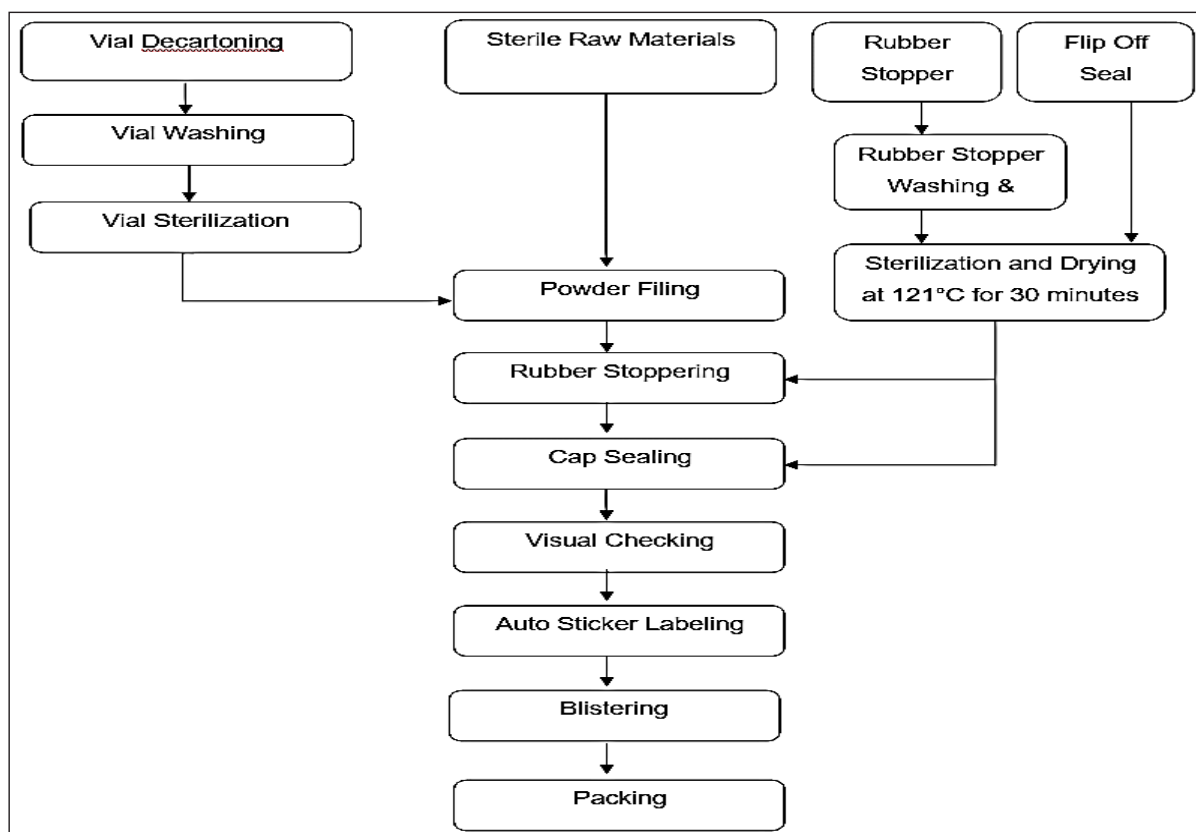 Vial Decartoning
Sterile Raw Materials
Rubber
Stopper
Flip Off
Seal
Vial Washing
Rubber Stopper
Washing &
Vial Sterilization
Sterilization and Drying
at 121°C for 30 minutes
Powder Filing
Rubber Stoppering
Cap Sealing
Visual Checking
Auto Sticker Labeling
Blistering
Packing